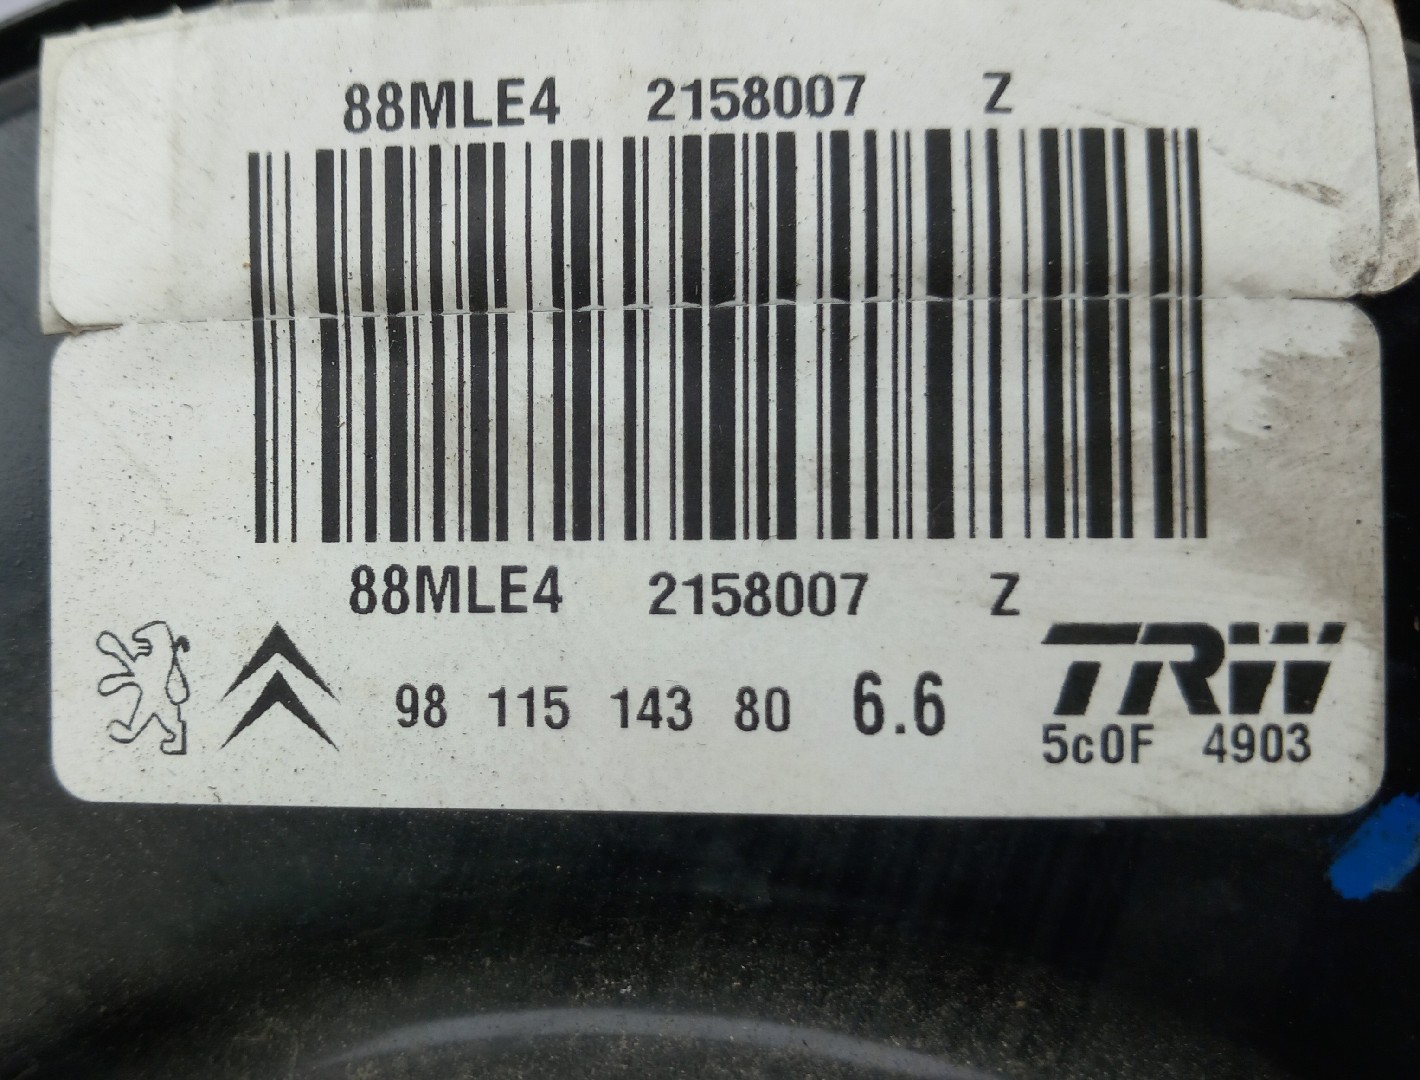 88MLE4 2158007 Z
88MLE4 2158007 Z
98 115 143 80 6.6
TRW
5c0F 4903